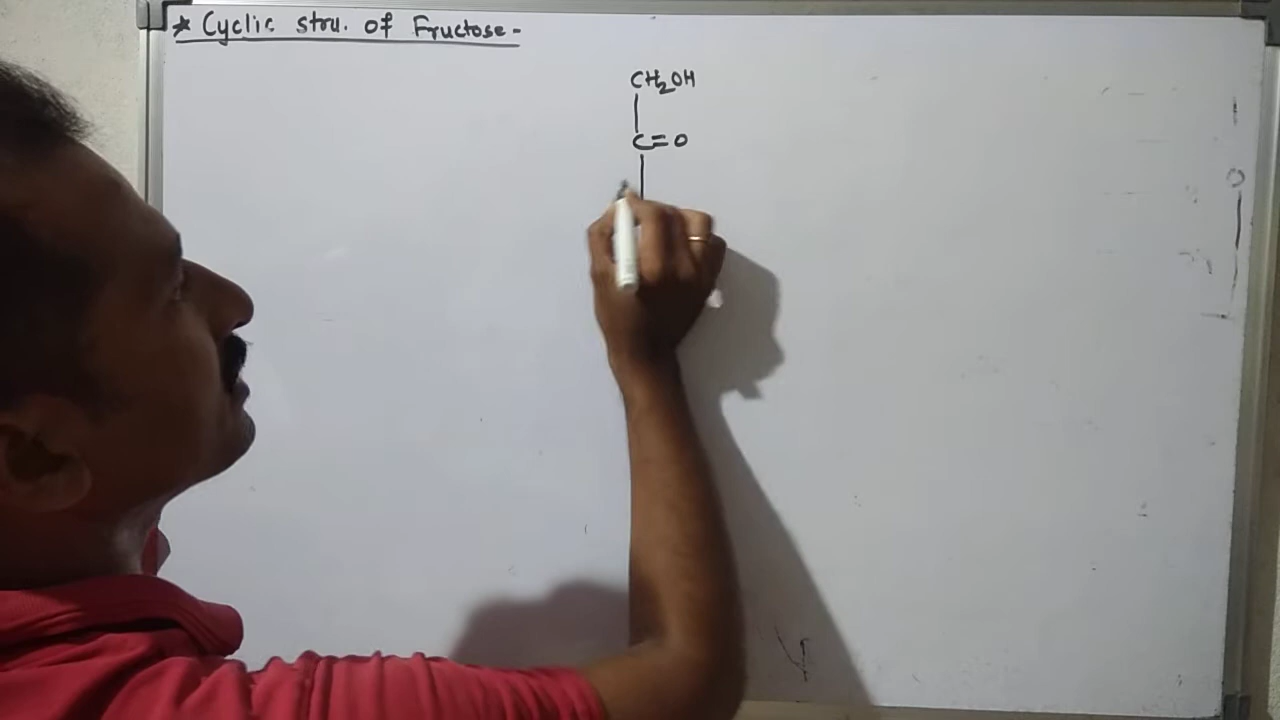 * Cyclic stru. of Fructose -
CH₂OH
C=O